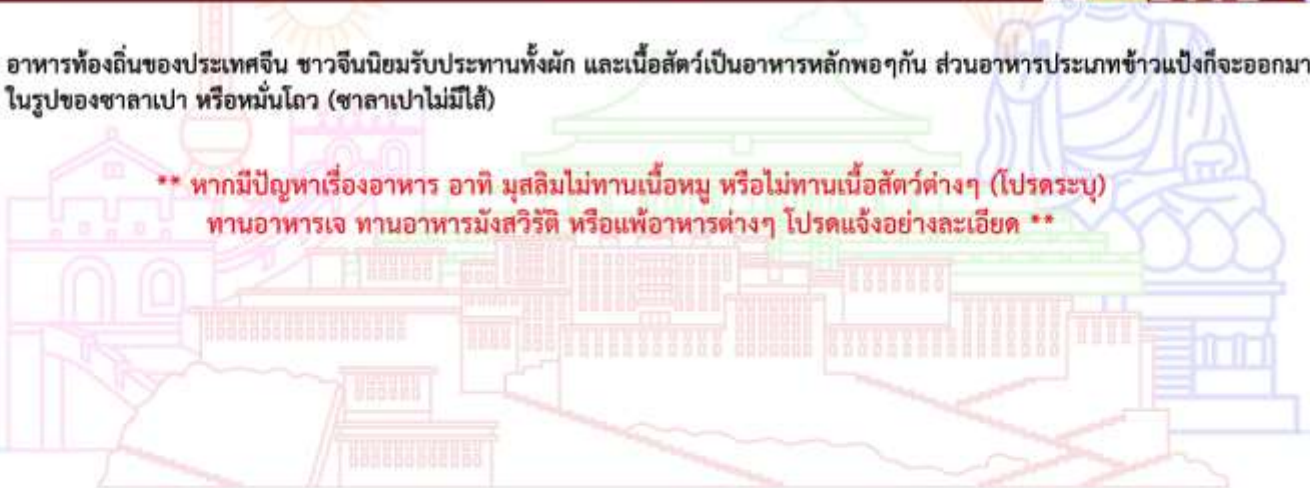 อาหารท้องถิ่นของประเทศจีน ชาวจีนนิยมรับประทานทั้งผัก และเนื้อสัตว์เป็นอาหารหลักพอๆกัน ส่วนอาหารประเภทข้าวแป้งก็จะออกมา
ในรูปของซาลาเปา หรือหมั่นโถว (ซาลาเปาไม่มีไส้)
** หากมีปัญหาเรื่องอาหาร อาทิ มุสลิมไม่ทานเนื้อหมู หรือไม่ทานเนื้อสัตว์ต่างๆ (โปรดระบุ)
ทานอาหารเจ ทานอาหารมังสวิรัติ หรือแพ้อาหารต่างๆ โปรดแจ้งอย่างละเอียด **